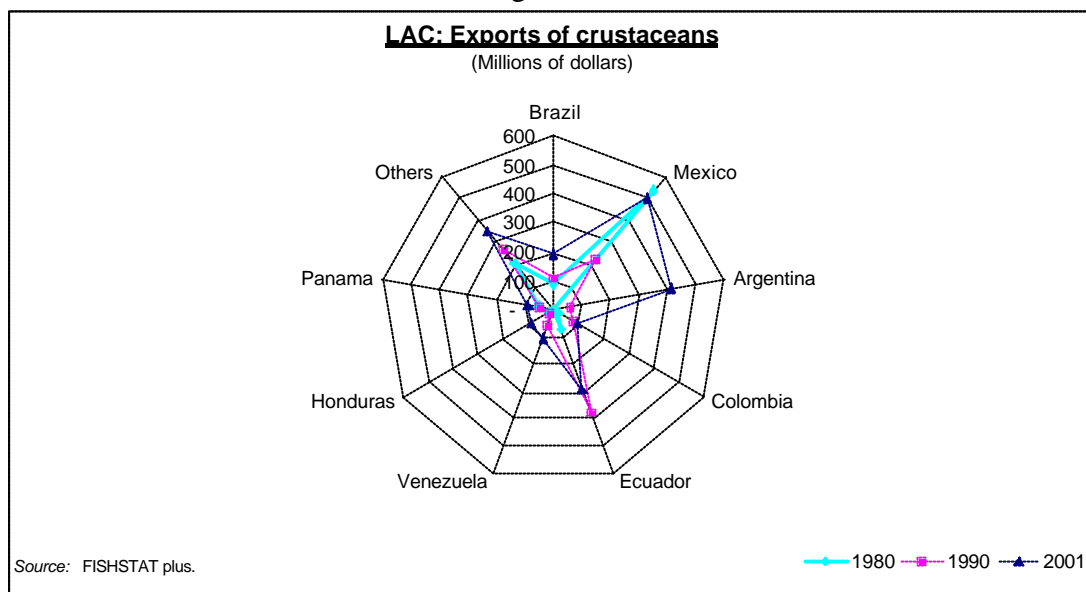 LAC: Exports of crustaceans
(Millions of dollars)
Brazil
600
500
400
300
200
100
-
Mexico
Argentina
Colombia
Ecuador
Venezuela
Honduras
Panama
Others
Source: FISHSTAT plus.
1980 1990 2001